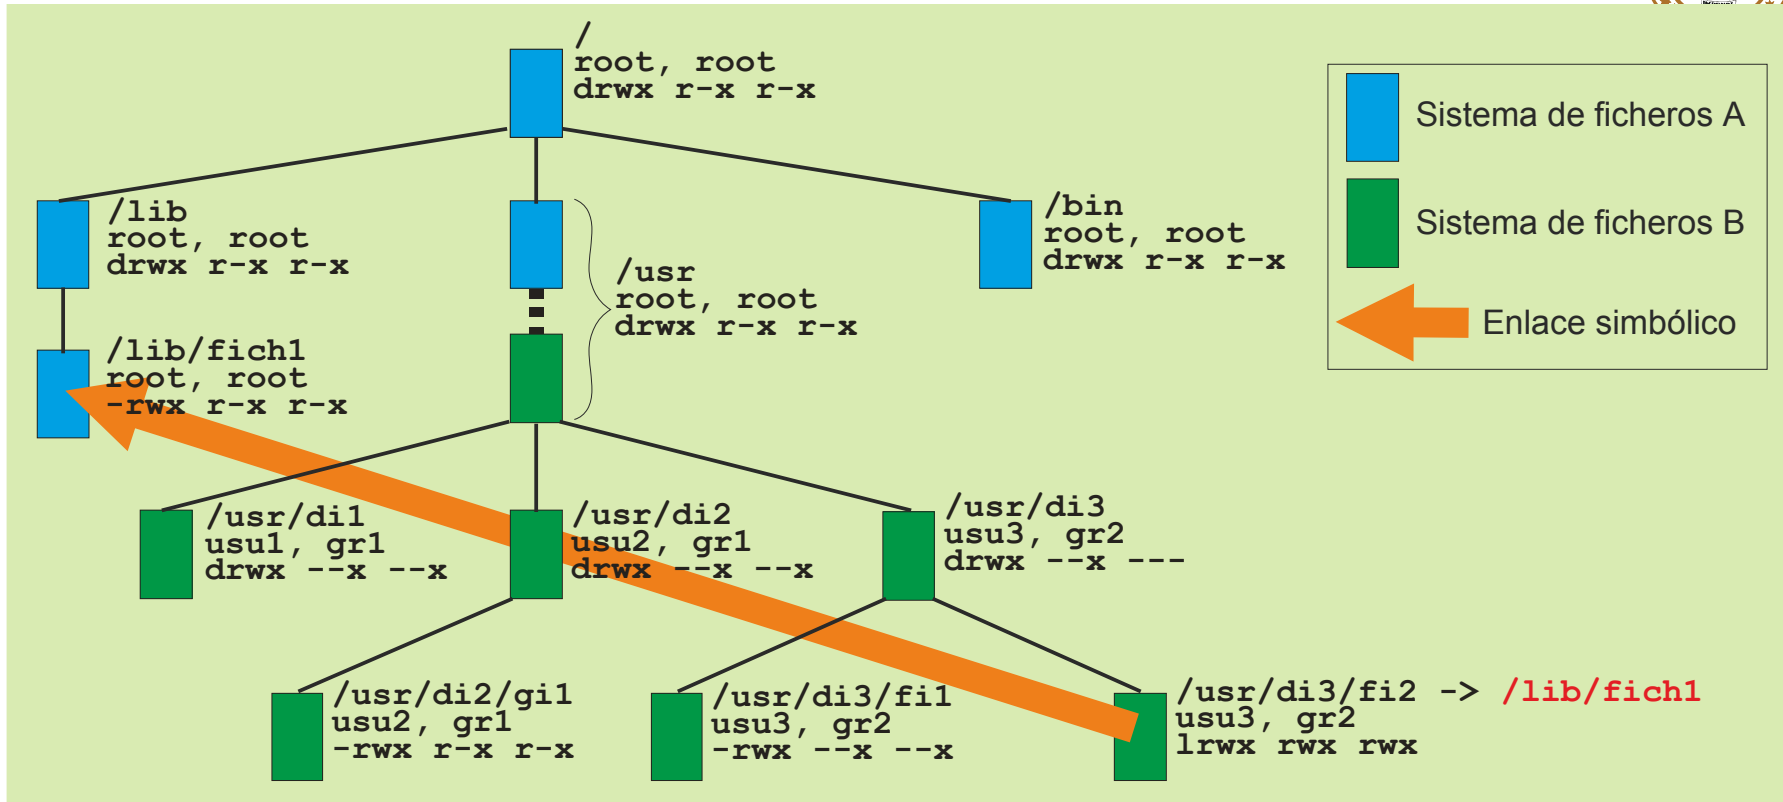 /
root, root
drwx r-x r-x
Sistema de ficheros A
Sistema de ficheros B
Enlace simbólico
/lib
root, root
drwx r-x r-x
/usr
root, root
drwx r-x r-x
/bin
root, root
drwx r-x r-x
/lib/fich1
root, root
-rwx r-x r-x
/usr/di1
usu1, gr1
drwx --x --x
/usr/di2
usu2, gr1
drwx --x --x
/usr/di3
usu3, gr2
drwx --x ---
/usr/di2/gi1
usu2, gr1
-rwx r-x r-x
/usr/di3/fi1
usu3, gr2
-rwx --x --x
/usr/di3/fi2 -> /lib/fich1
usu3, gr2
lrwx rwx rwx